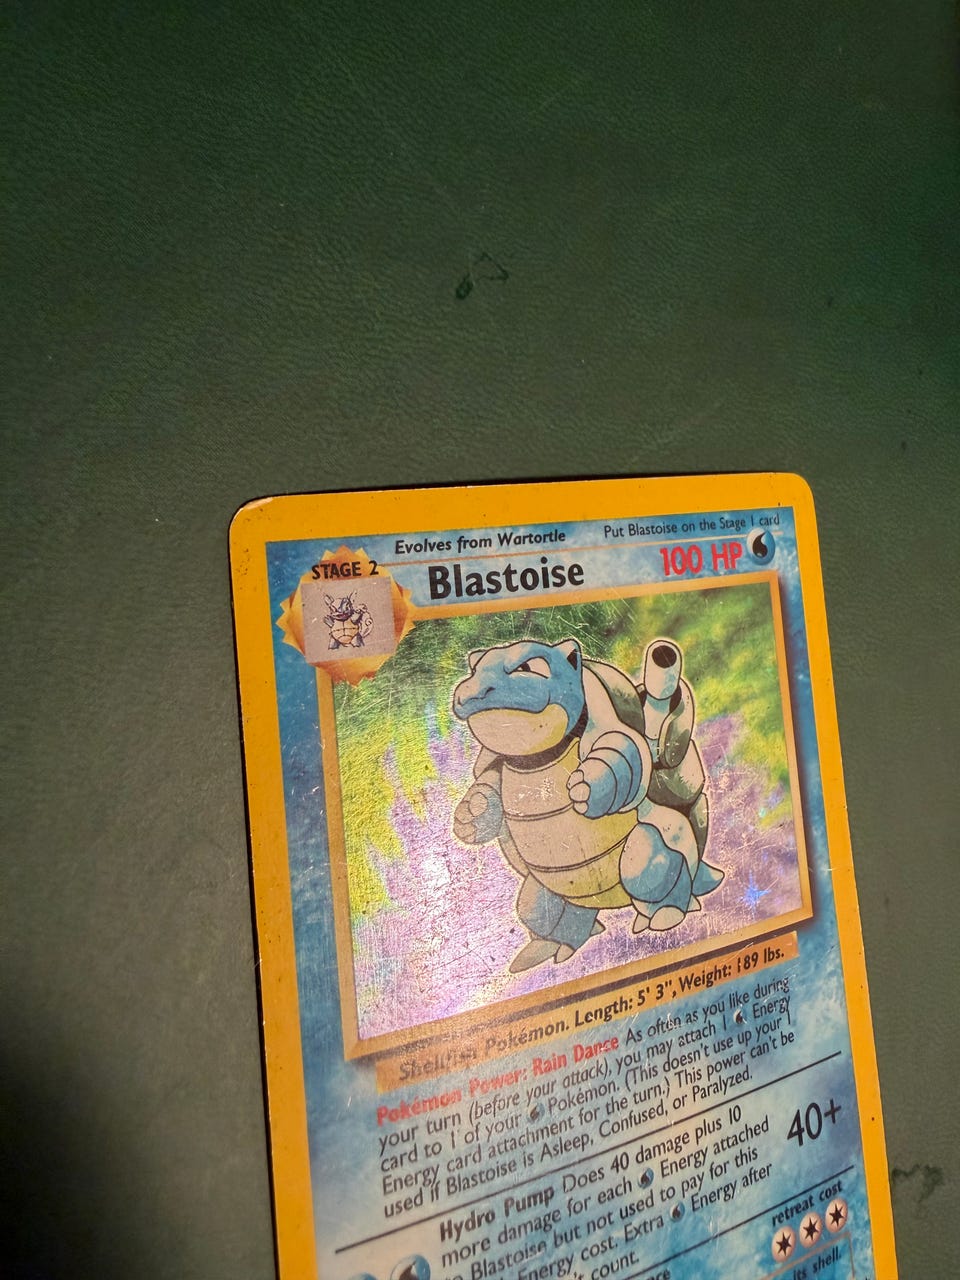 Evolves from Wartortle
Put Blastoise on the Stage 1 card
STAGE 2
Blastoise
100 HP
Shellfish Pokémon. Length: 5' 3", Weight: 189 lbs.
Pokémon Power: Rain Dance As often as you like during
your turn (before your attack), you may attach 1 Energy
card to 1 of your Pokémon. (This doesn't use up your 1
Energy card attachment for the turn.) This power can't be
used if Blastoise is Asleep, Confused, or Paralyzed.
Hydro Pump Does 40 damage plus 10
more damage for each Energy attached
40+
Blastoise but not used to pay for this
Energy cost. Extra Energy after
count.
retreat cost
shell.